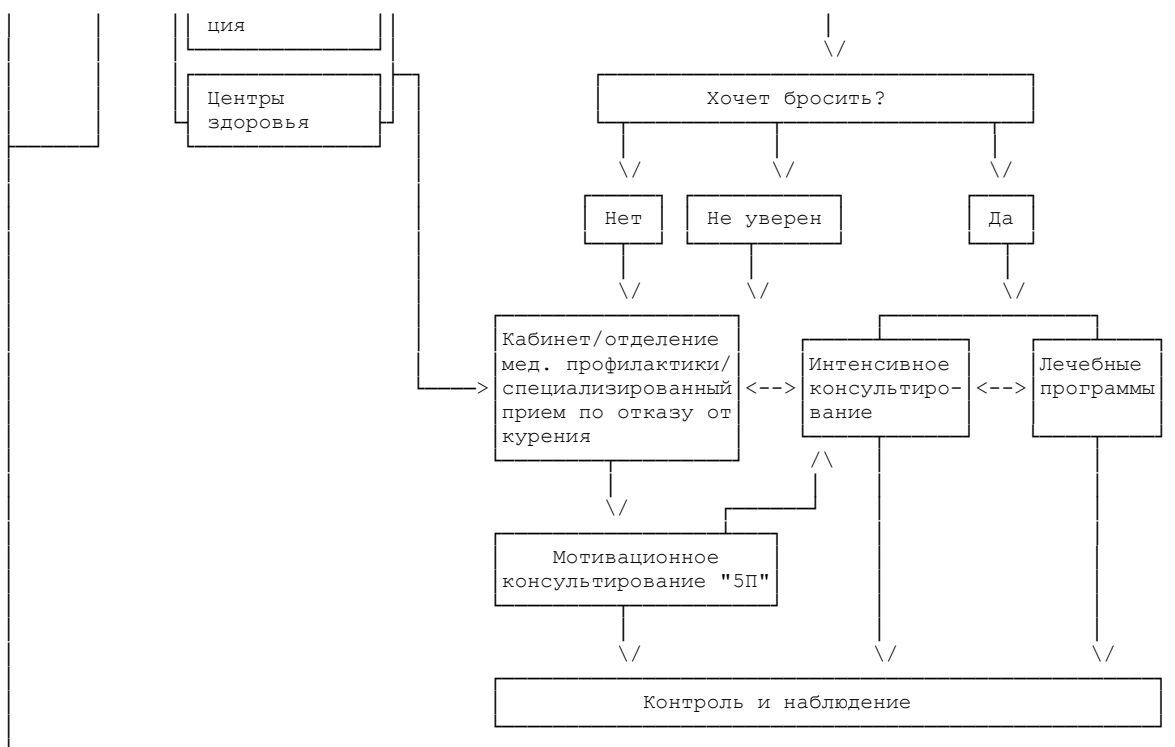 ция
Центры
здоровья
Хочет бросить?
Нет
Не уверен
Да
Кабинет/отделение
мед. профилактики/
специализированный
прием по отказу от
курения
<-->
Интенсивное
консультиро-
вание
<-->
Лечебные
программы
Мотивационное
консультирование "5П"
Контроль и наблюдение